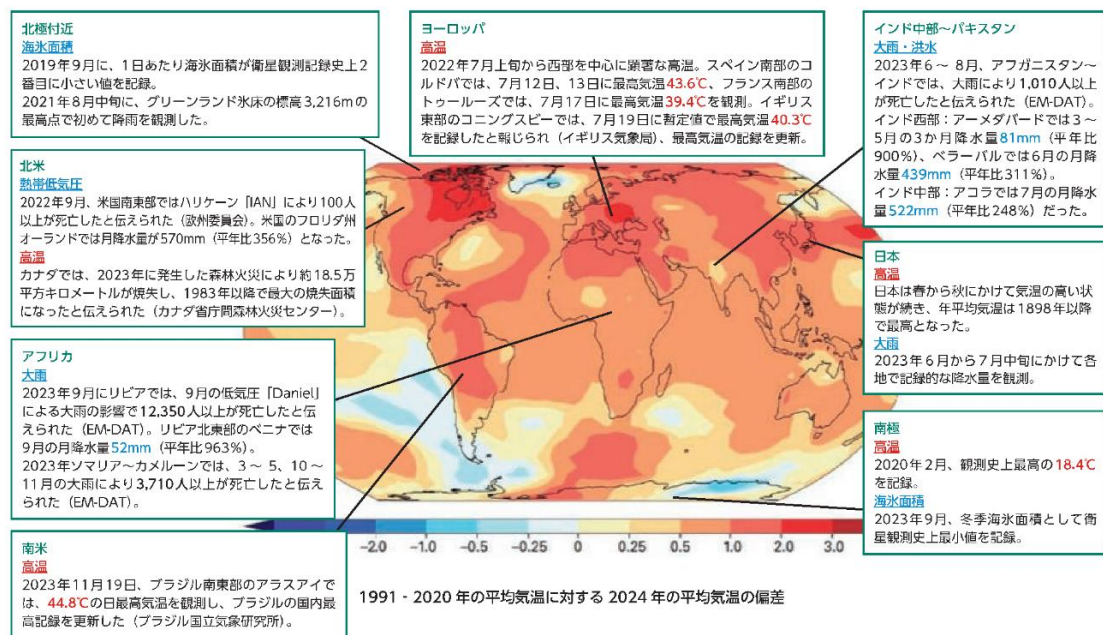 北極付近
海氷面積
2019年9月に、1日あたり海氷面積が衛星観測記録史上2
番目に小さい値を記録。
2021年8月中旬に、グリーンランド氷床の標高3,216mの
最高点で初めて降雨を観測した。
北米
熱帯低気圧
2022年9月、米国南東部ではハリケーン「IAN」により100人
以上が死亡したと伝えられた(欧州委員会)。米国のフロリダ州
オーランドでは月降水量が570mm(平年比356%)となった。
高温
カナダでは、2023年に発生した森林火災により約18.5万
平方キロメートルが焼失し、1983年以降で最大の焼失面積
になったと伝えられた(カナダ省庁間森林火災センター)。
アフリカ
大雨
2023年9月にリビアでは、9月の低気圧「Daniel」
による大雨の影響で12,350人以上が死亡したと伝
えられた(EM-DAT)。リビア北東部のベニナでは
9月の月降水量52mm(平年比963%)。
2023年ソマリア~カメルーンでは、3~5、10~
11月の大雨により3,710人以上が死亡したと伝え
られた(EM-DAT)。
南米
高温
2023年11月19日、ブラジル南東部のアラスアイで
は、44.8℃の日最高気温を観測し、ブラジルの国内最
高記録を更新した(ブラジル国立気象研究所)。
ヨーロッパ
高温
2022年7月上旬から西部を中心に顕著な高温。スペイン南部のコ
ルドバでは、7月12日、13日に最高気温43.6℃、フランス南部の
トゥールーズでは、7月17日に最高気温39.4℃を観測。イギリス
東部のコニングスビーでは、7月19日に暫定値で最高気温40.3℃
を記録したと報じられ(イギリス気象局)、最高気温の記録を更新。
インド中部~パキスタン
大雨・洪水
2023年6~8月、アフガニスタン~
インドでは、大雨により1,010人以上
が死亡したと伝えられた(EM-DAT)。
インド西部:アーメダバードでは3~
5月の3か月降水量81mm(平年比
900%)、ベラーバルでは6月の月降
水量439mm(平年比311%)。
インド中部:アコラでは7月の月降水
量522mm(平年比248%)だった。
日本
高温
日本は春から秋にかけて気温の高い状
態が続き、年平均気温は1898年以降
で最高となった。
大雨
2023年6月から7月中旬にかけて各
地で記録的な降水量を観測。
南極
高温
2020年2月、観測史上最高の18.4℃
を記録。
海氷面積
2023年9月、冬季海氷面積として衛
星観測史上最小値を記録。
-2.0 -1.0 -0.5 -0.25 0 0.25 0.5 1.0 2.0 3.0
1991 - 2020 年の平均気温に対する 2024 年の平均気温の偏差